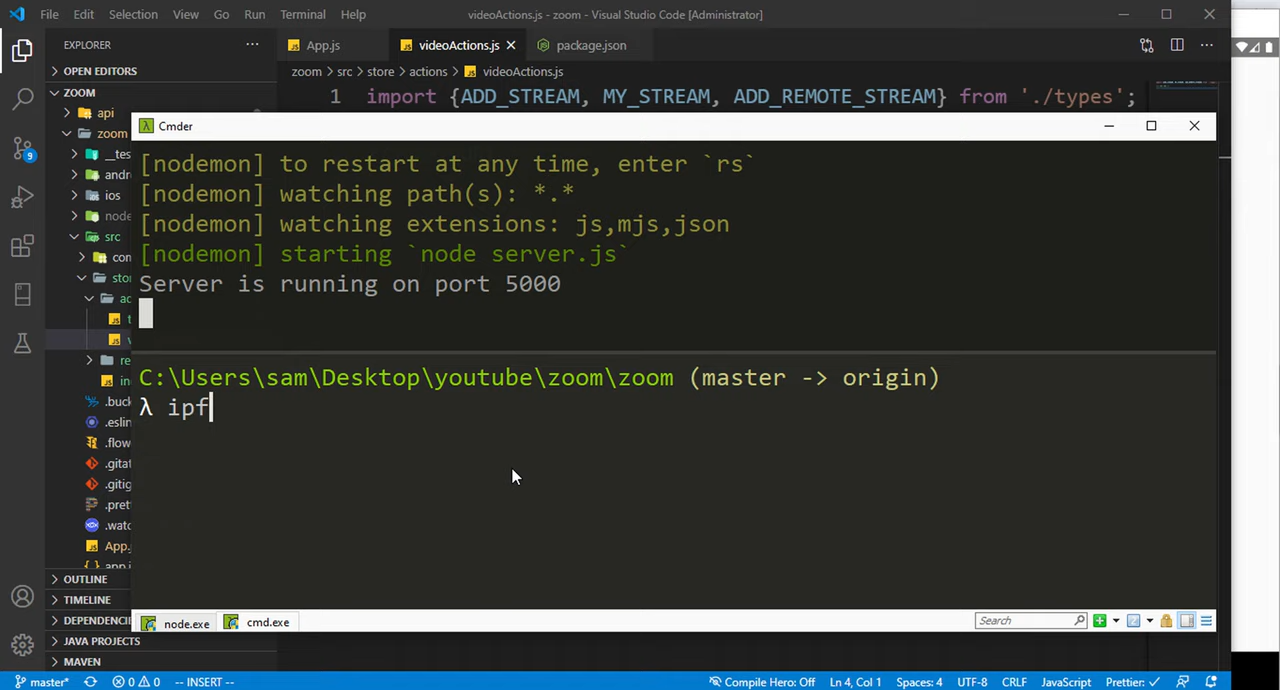 File Edit Selection View Go Run Terminal Help videoActions.js - zoom - Visual Studio Code [Administrator]
EXPLORER
App.js videoActions.js package.json
OPEN EDITORS
zoom > src > store > actions > videoActions.js
ZOOM
1 import {ADD_STREAM, MY_STREAM, ADD_REMOTE_STREAM} from './types';
api
zoom
Cmder
__tes
[nodemon] to restart at any time, enter `rs`
andr
[nodemon] watching path(s): *.*
ios
[nodemon] watching extensions: js,mjs,json
node
src
[nodemon] starting `node server.js`
com
Server is running on port 5000
sto
ac
t
v
re
in
C:\Users\sam\Desktop\youtube\zoom\zoom (master -> origin)
λ ipf
.buck
.eslin
.flow
.gitat
.gitig
.pret
.watc
App.
app.j
OUTLINE
TIMELINE
DEPENDENCIE
JAVA PROJECTS
MAVEN
node.exe cmd.exe Search
9
master* 0 0 -- INSERT -- Compile Hero: Off Ln 4, Col 1 Spaces: 4 UTF-8 CRLF JavaScript Prettier: ✓